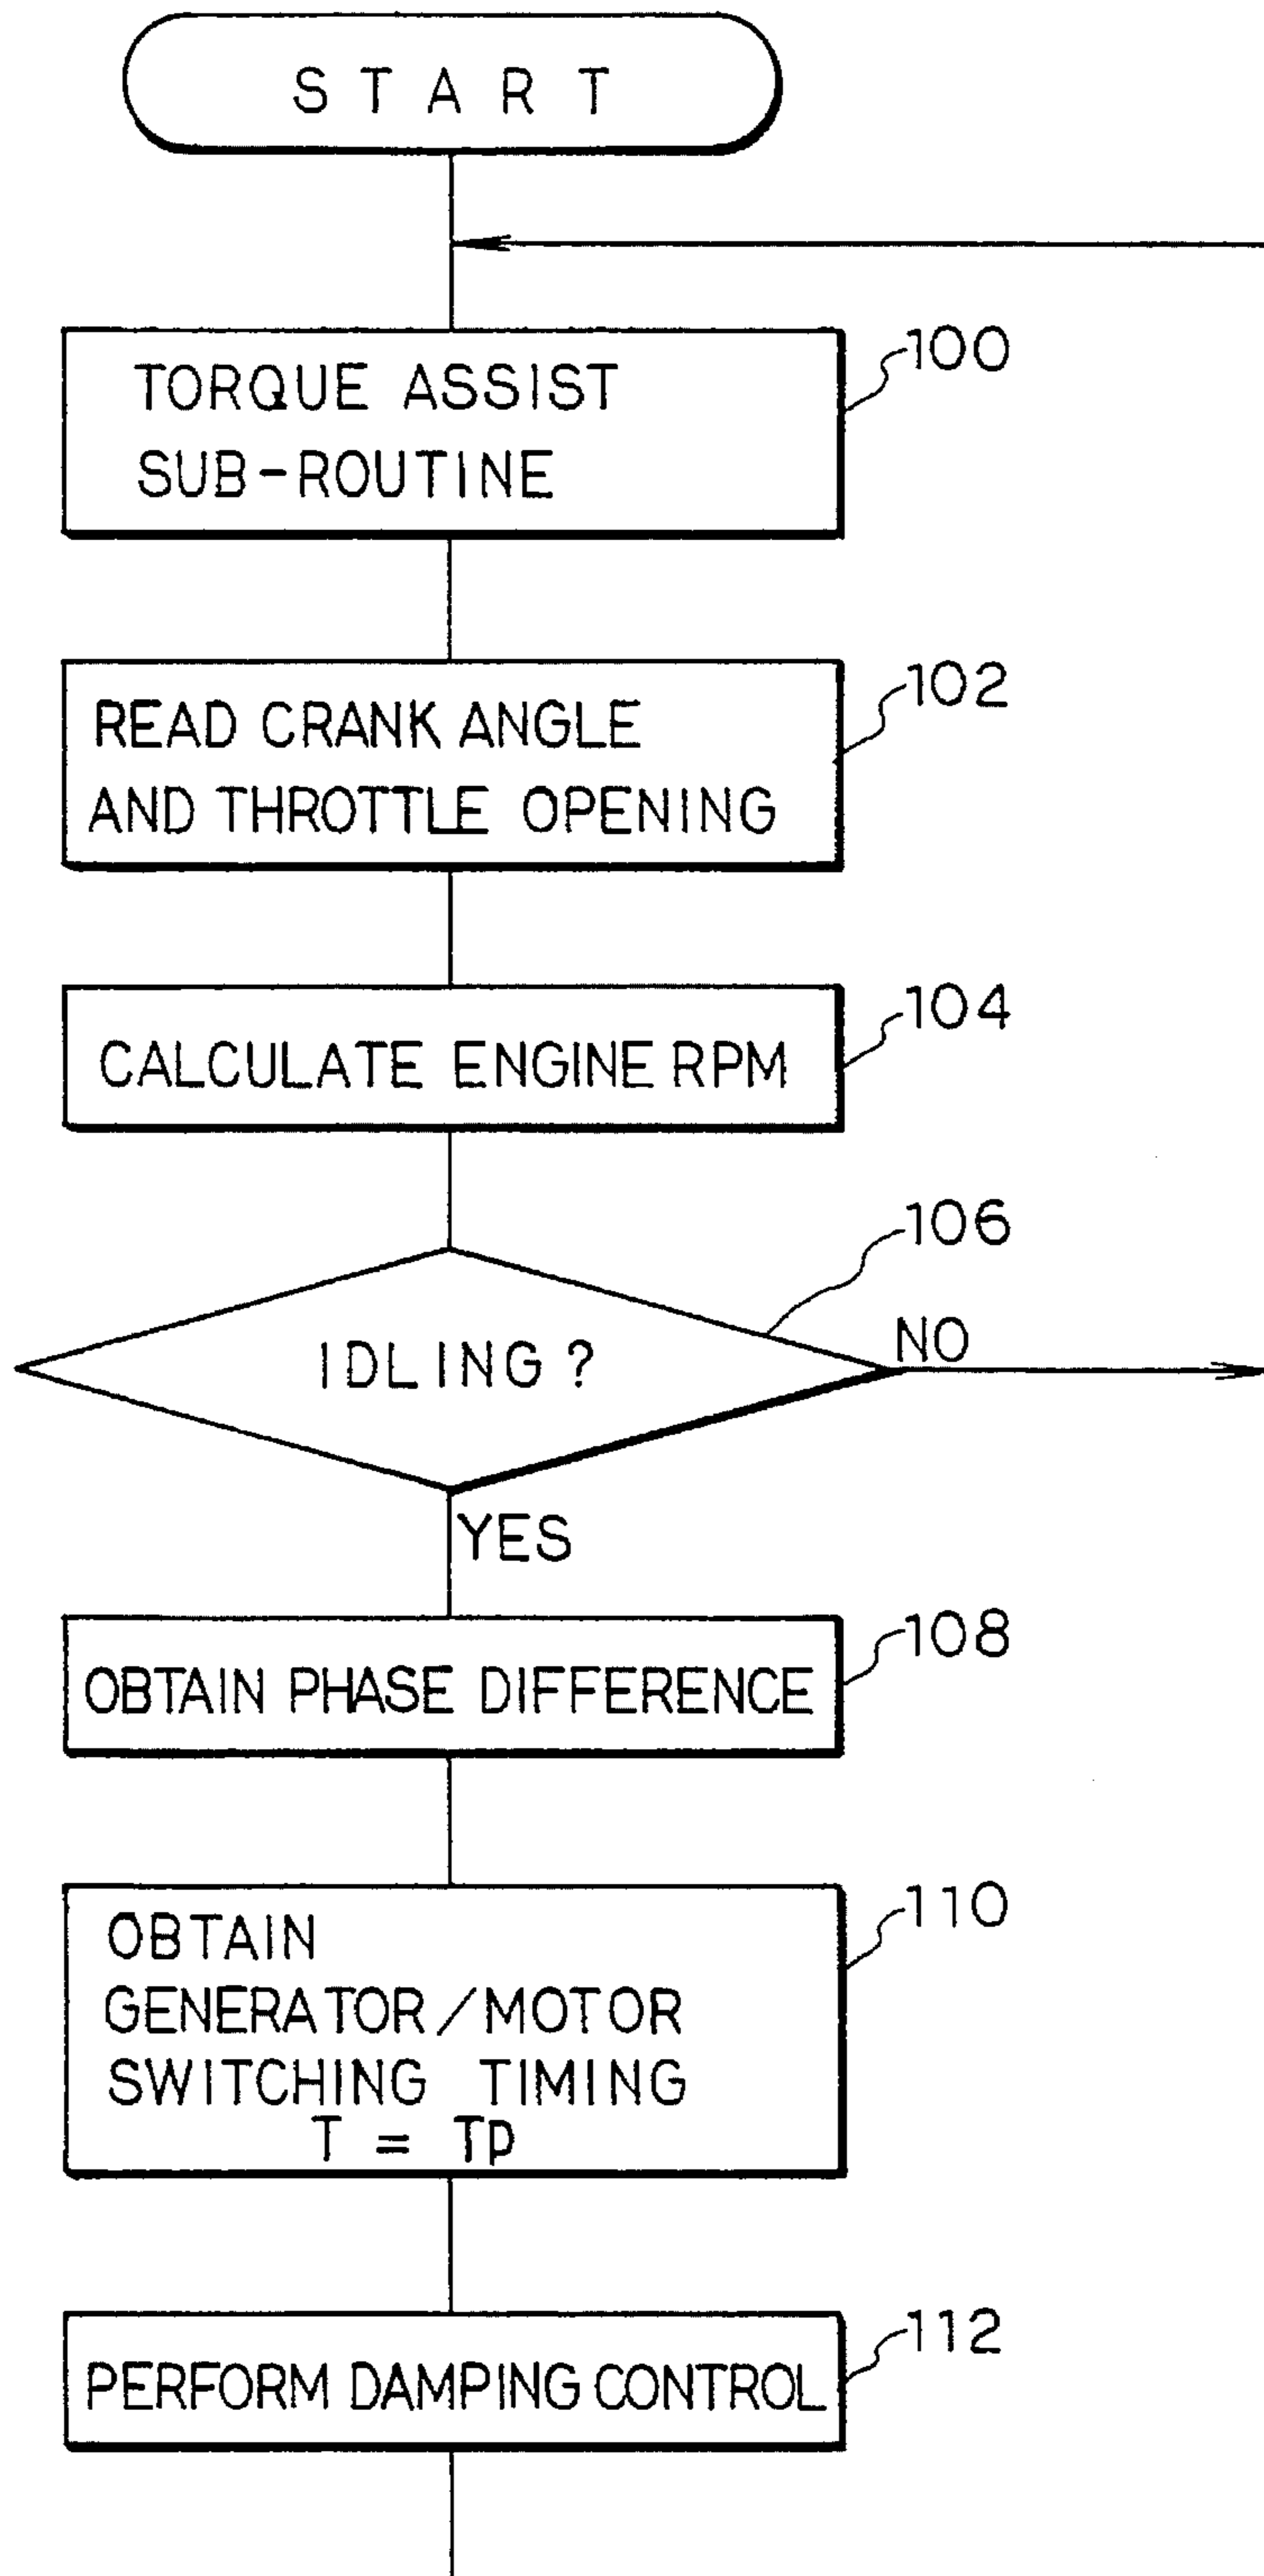 START
100
TORQUE ASSIST
SUB-ROUTINE
102
READ CRANK ANGLE
AND THROTTLE OPENING
104
CALCULATE ENGINE RPM
106
IDLING?
NO
YES
108
OBTAIN PHASE DIFFERENCE
110
OBTAIN
GENERATOR/MOTOR
SWITCHING TIMING
T = Tp
112
PERFORM DAMPING CONTROL